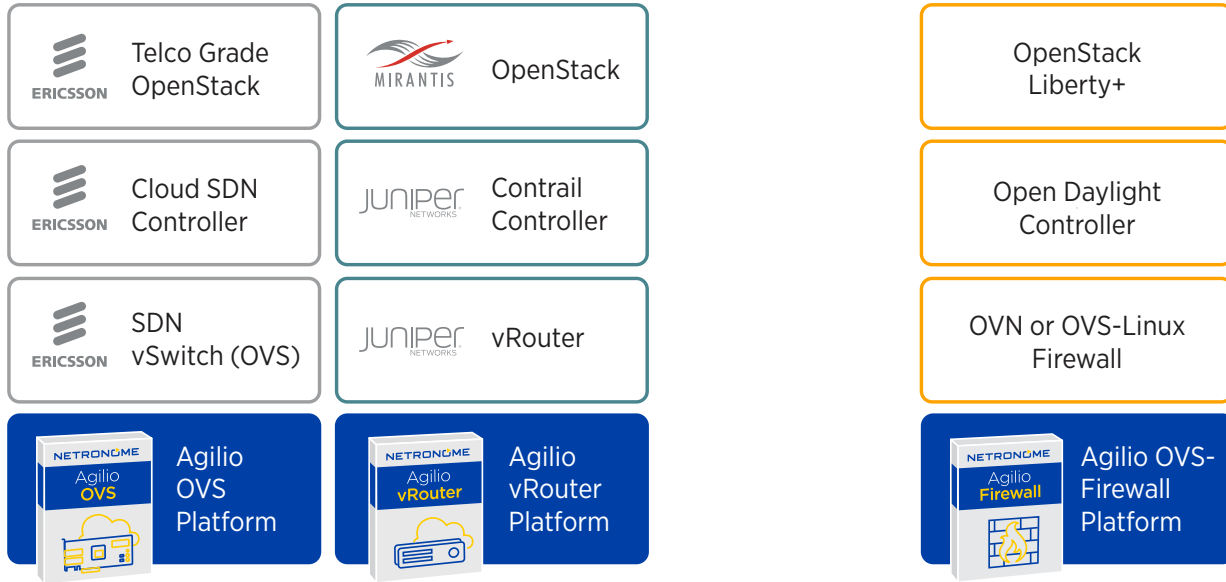 ERICSSON
Telco Grade
OpenStack
MIRANTIS
OpenStack
OpenStack
Liberty+
ERICSSON
Cloud SDN
Controller
JUNIPER
NETWORKS
Contrail
Controller
Open Daylight
Controller
ERICSSON
SDN
vSwitch (OVS)
JUNIPER
NETWORKS
vRouter
OVN or OVS-Linux
Firewall
NETRONOME
Agilio
OVS
Agilio
OVS
Platform
NETRONOME
Agilio
vRouter
Agilio
vRouter
Platform
NETRONOME
Agilio
Firewall
Agilio OVS-
Firewall
Platform